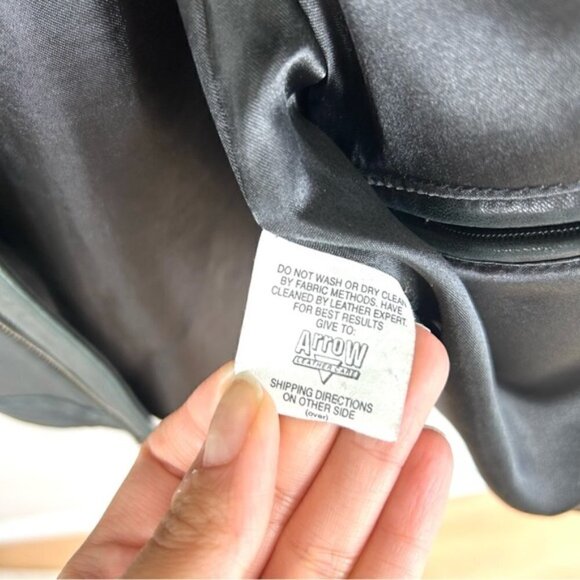 DO NOT WASH OR DRY CLEAN
BY FABRIC METHODS. HAVE
CLEANED BY LEATHER EXPERT.
FOR BEST RESULTS
GIVE TO:
ArroW
SHIPPING DIRECTIONS
ON OTHER SIDE
(over)